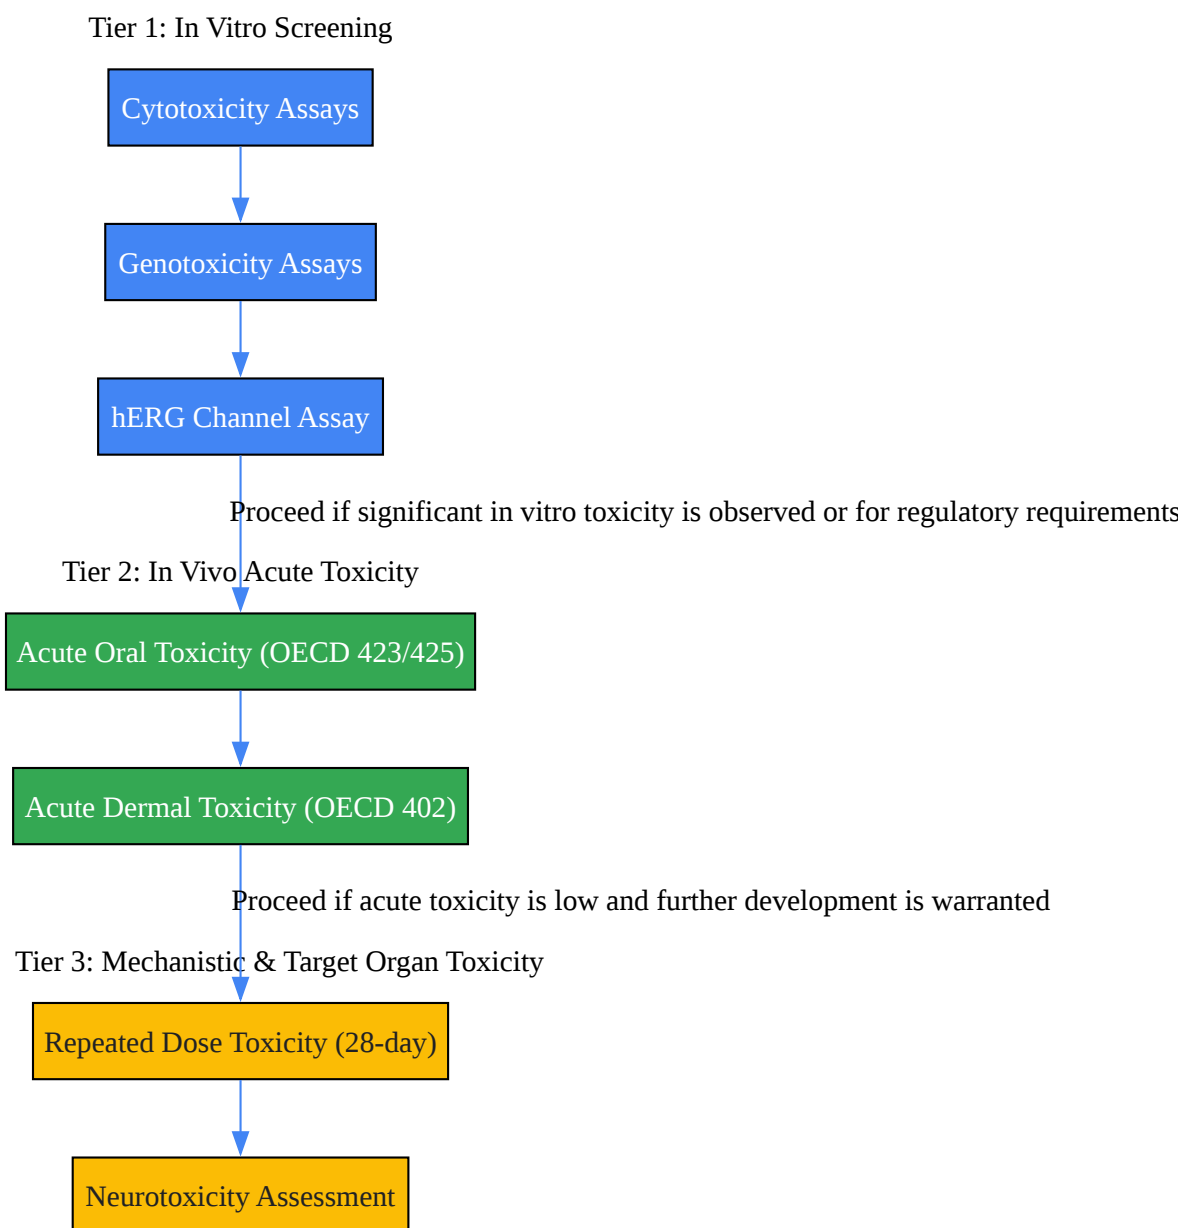 Tier 1: In Vitro Screening
Cytotoxicity Assays
Genotoxicity Assays
hERG Channel Assay
Proceed if significant in vitro toxicity is observed or for regulatory requirements
Tier 2: In Vivo Acute Toxicity
Acute Oral Toxicity (OECD 423/425)
Acute Dermal Toxicity (OECD 402)
Proceed if acute toxicity is low and further development is warranted
Tier 3: Mechanistic & Target Organ Toxicity
Repeated Dose Toxicity (28-day)
Neurotoxicity Assessment